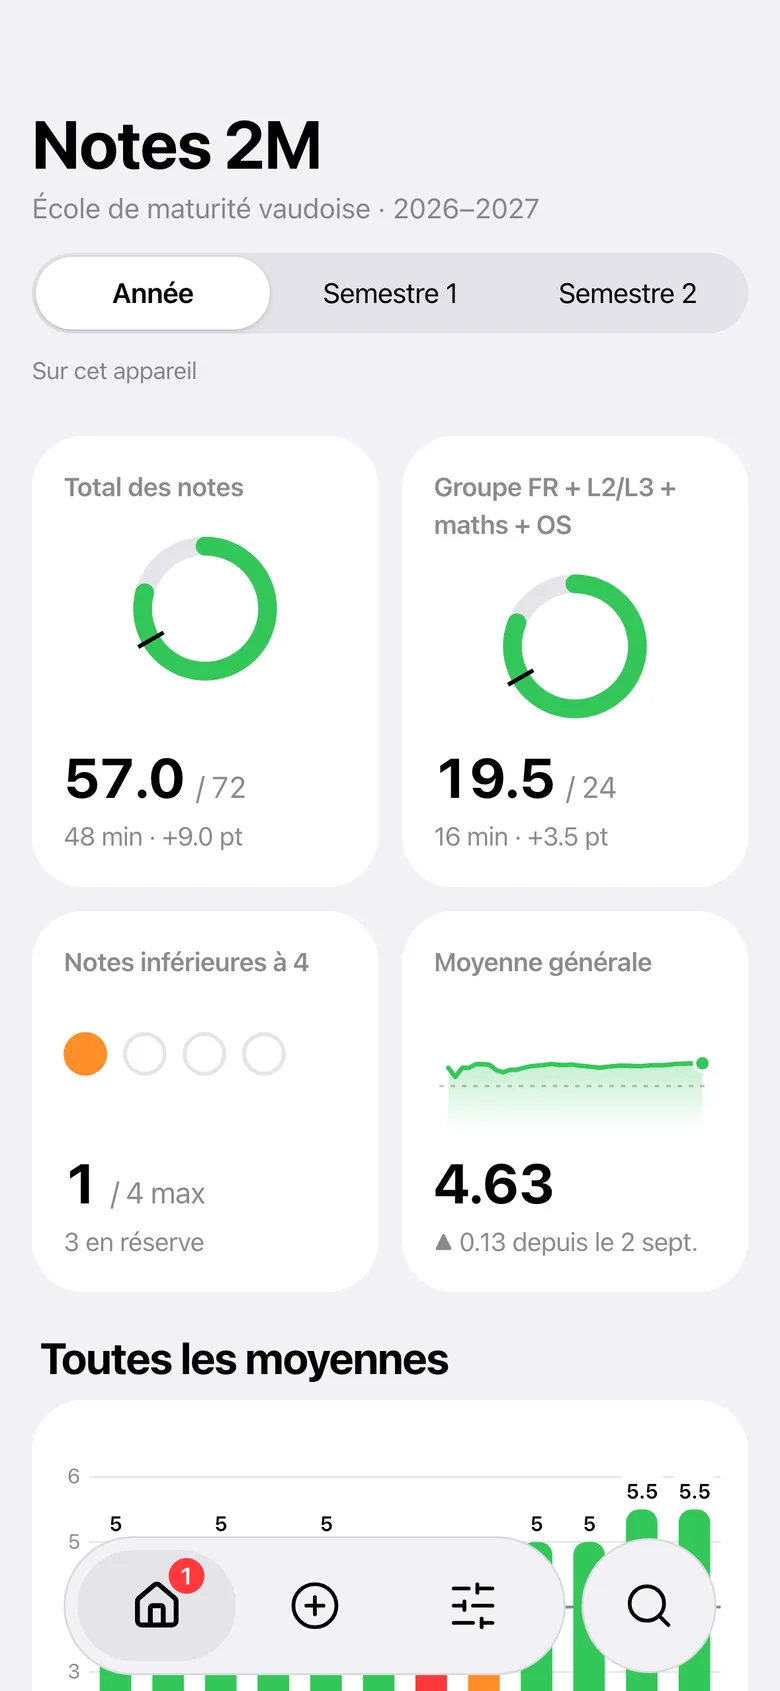 Notes 2M
École de maturité vaudoise · 2026–2027
Année
Semestre 1
Semestre 2
Sur cet appareil
Total des notes
57.0 / 72
48 min · +9.0 pt
Groupe FR + L2/L3 +
maths + OS
19.5 / 24
16 min · +3.5 pt
Notes inférieures à 4
1 / 4 max
3 en réserve
Moyenne générale
4.63
▲ 0.13 depuis le 2 sept.
Toutes les moyennes
6
5.5 5.5
5 5 5 5 5
5
1
3